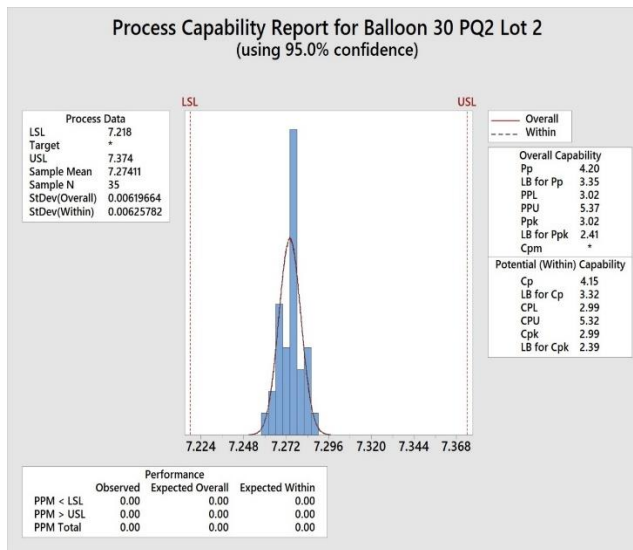 Process Capability Report for Balloon 30 PQ2 Lot 2
(using 95.0% confidence)
LSL USL
Process Data
LSL 7.218
Target *
USL 7.374
Sample Mean 7.27411
Sample N 35
StDev(Overall) 0.00619664
StDev(Within) 0.00625782
Overall
Within
Overall Capability
Pp 4.20
LB for Pp 3.35
PPL 3.02
PPU 5.37
Ppk 3.02
LB for Ppk 2.41
Cpm *
Potential (Within) Capability
Cp 4.15
LB for Cp 3.32
CPL 2.99
CPU 5.32
Cpk 2.99
LB for Cpk 2.39
7.224 7.248 7.272 7.296 7.320 7.344 7.368
Performance
Observed Expected Overall Expected Within
PPM < LSL 0.00 0.00 0.00
PPM > USL 0.00 0.00 0.00
PPM Total 0.00 0.00 0.00